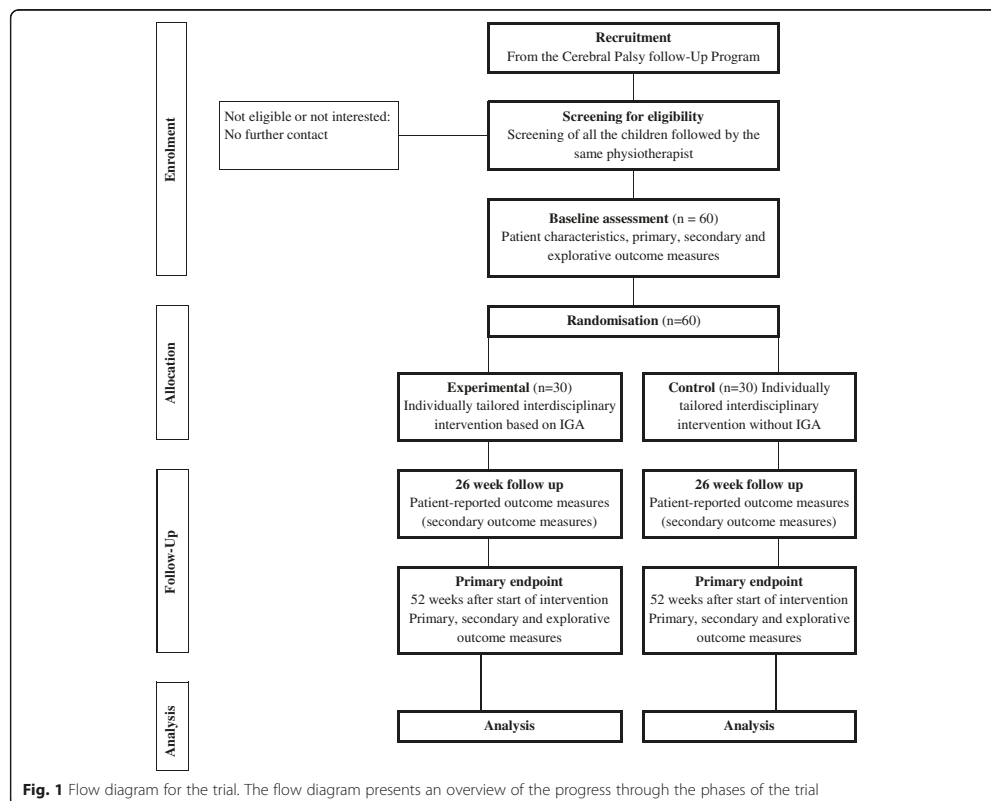 Enrolment
Recruitment
From the Cerebral Palsy follow-Up Program
Not eligible or not interested:
No further contact
Screening for eligibility
Screening of all the children followed by the
same physiotherapist
Baseline assessment (n = 60)
Patient characteristics, primary, secondary and
explorative outcome measures
Allocation
Randomisation (n=60)
Experimental (n=30)
Individually tailored interdisciplinary
intervention based on IGA
Control (n=30) Individually
tailored interdisciplinary
intervention without IGA
Follow-Up
26 week follow up
Patient-reported outcome measures
(secondary outcome measures)
26 week follow up
Patient-reported outcome measures
(secondary outcome measures)
Primary endpoint
52 weeks after start of intervention
Primary, secondary and explorative
outcome measures
Primary endpoint
52 weeks after start of intervention
Primary, secondary and explorative
outcome measures
Analysis
Analysis
Analysis
Fig. 1 Flow diagram for the trial. The flow diagram presents an overview of the progress through the phases of the trial